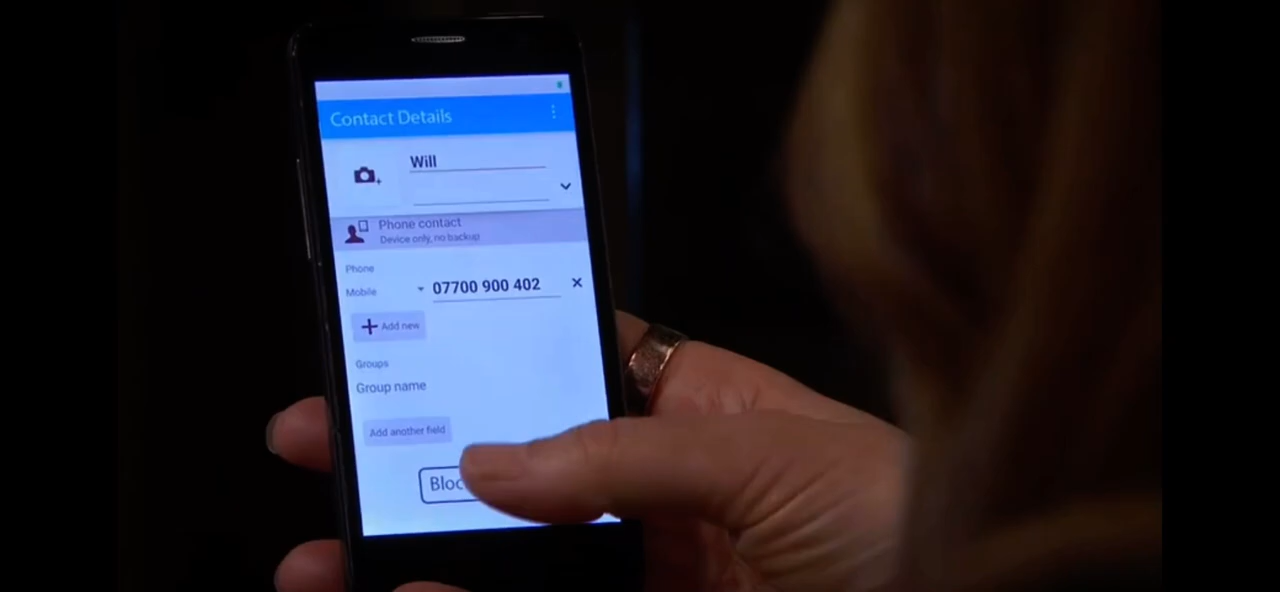 Contact Details
Will
Phone contact
Device only, no backup
Phone
Mobile
07700 900 402
Add new
Groups
Group name
Add another field
Bloc